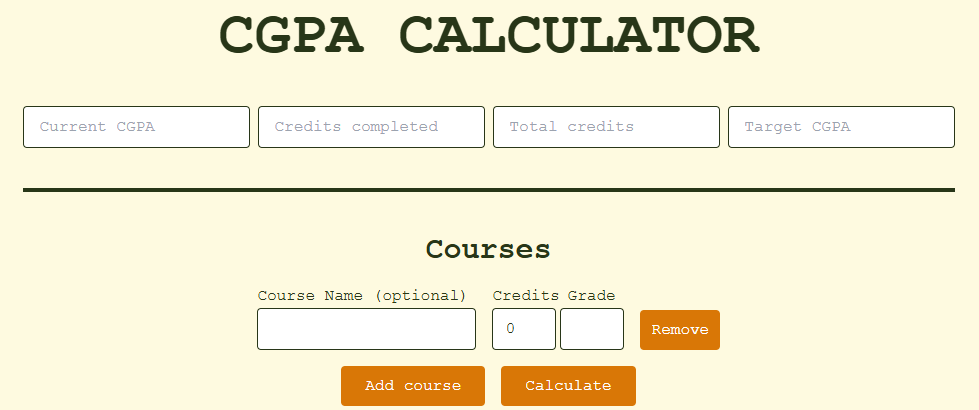 CGPA CALCULATOR
Current CGPA Credits completed Total credits Target CGPA
Courses
Course Name (optional) Credits Grade
0 Remove
Add course Calculate